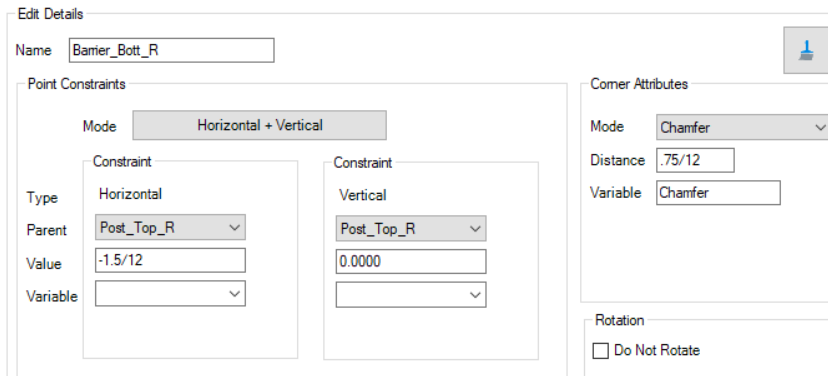 Edit Details
Name Barrier_Bott_R
Point Constraints
Mode Horizontal + Vertical
Constraint Constraint
Type Horizontal Vertical
Parent Post_Top_R Post_Top_R
Value -1.5/12 0.0000
Variable
Corner Attributes
Mode Chamfer
Distance .75/12
Variable Chamfer
Rotation
Do Not Rotate